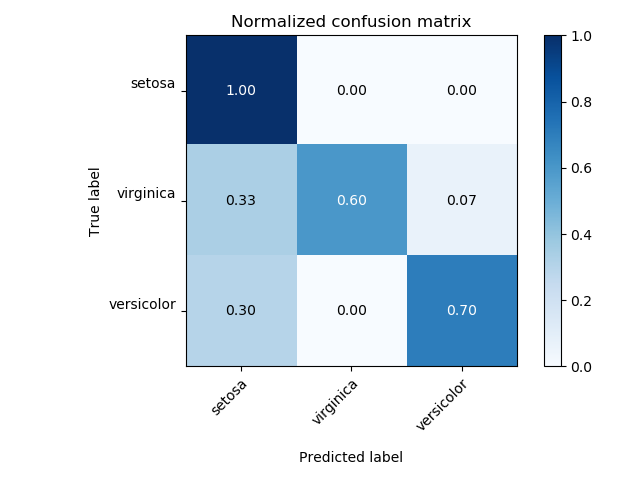 Normalized confusion matrix
setosa 1.00 0.00 0.00
virginica 0.33 0.60 0.07
versicolor 0.30 0.00 0.70
True label
setosa virginica versicolor
Predicted label
1.0
0.8
0.6
0.4
0.2
0.0